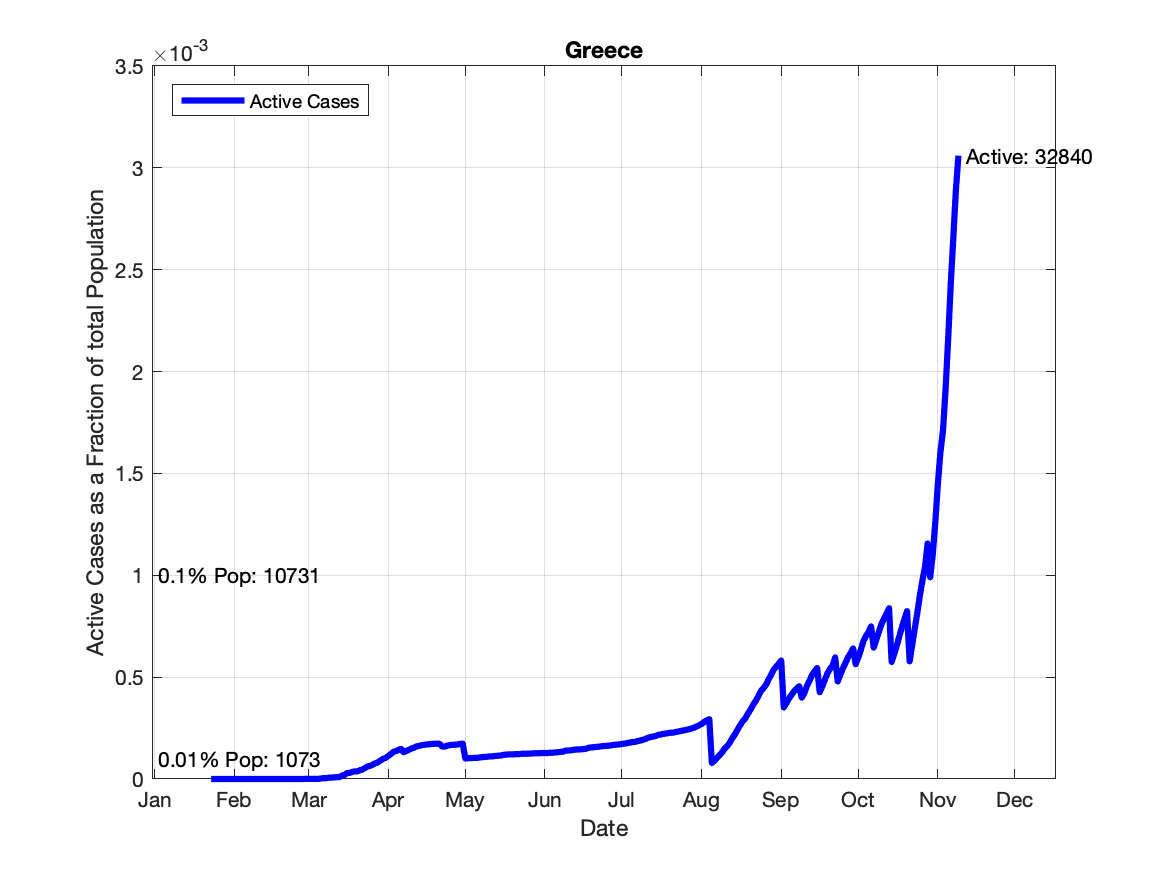 Greece
×10-3
3.5
3
2.5
2
1.5
1
0.5
0
Active Cases as a Fraction of total Population
Active Cases
Active: 32840
0.1% Pop: 10731
0.01% Pop: 1073
Jan Feb Mar Apr May Jun Jul Aug Sep Oct Nov Dec
Date